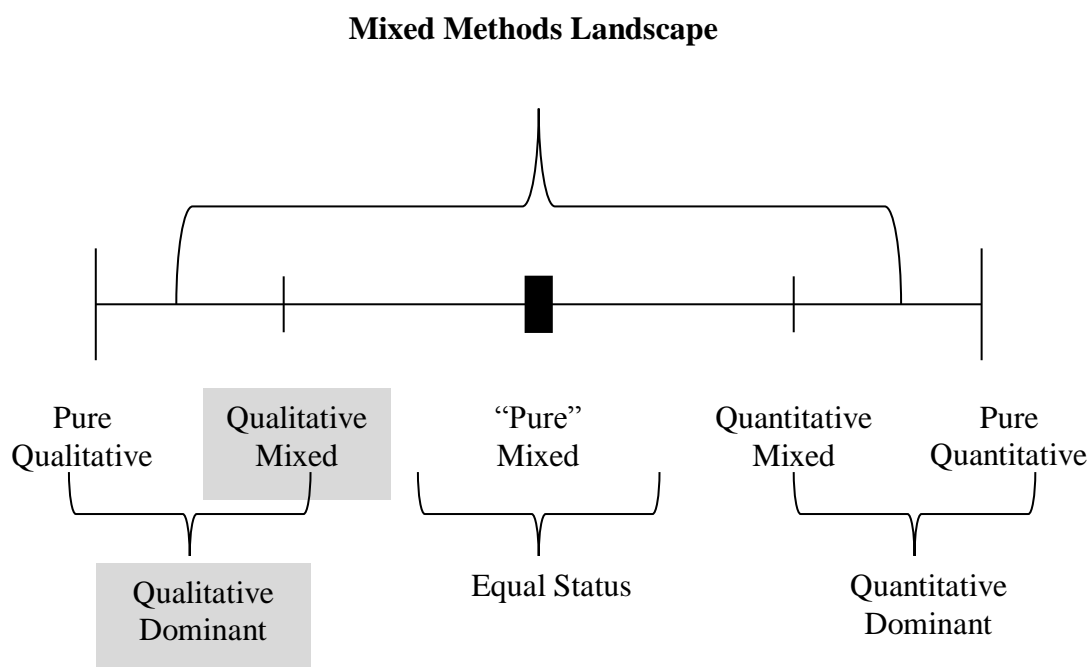 Mixed Methods Landscape
Pure
Qualitative
Qualitative
Mixed
“Pure”
Mixed
Quantitative
Mixed
Pure
Quantitative
Qualitative
Dominant
Equal Status
Quantitative
Dominant